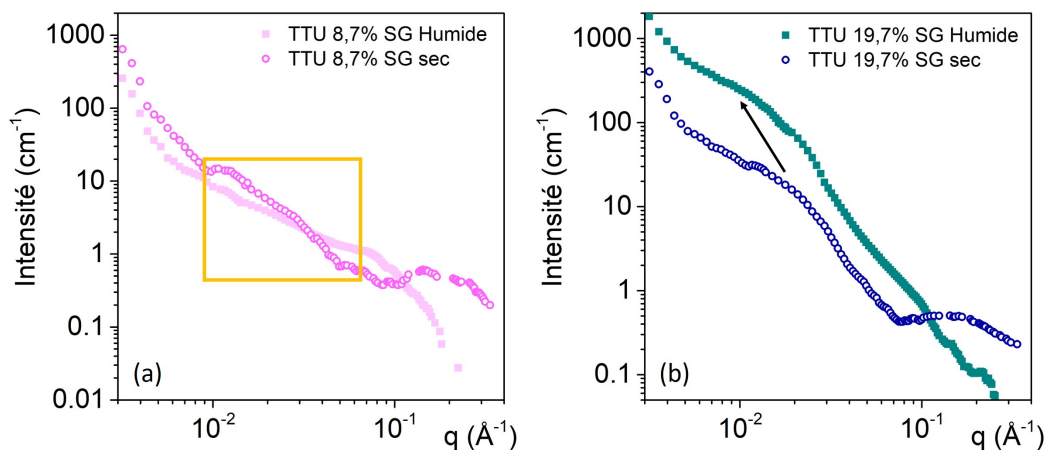 TTU 8,7% SG Humide
TTU 8,7% SG sec
1000
100
10
1
0.1
0.01
Intensité (cm⁻¹)
(a)
10⁻²
10⁻¹
q (Å⁻¹)
TTU 19,7% SG Humide
TTU 19,7% SG sec
1000
100
10
1
0.1
Intensité (cm⁻¹)
(b)
10⁻²
10⁻¹
q (Å⁻¹)